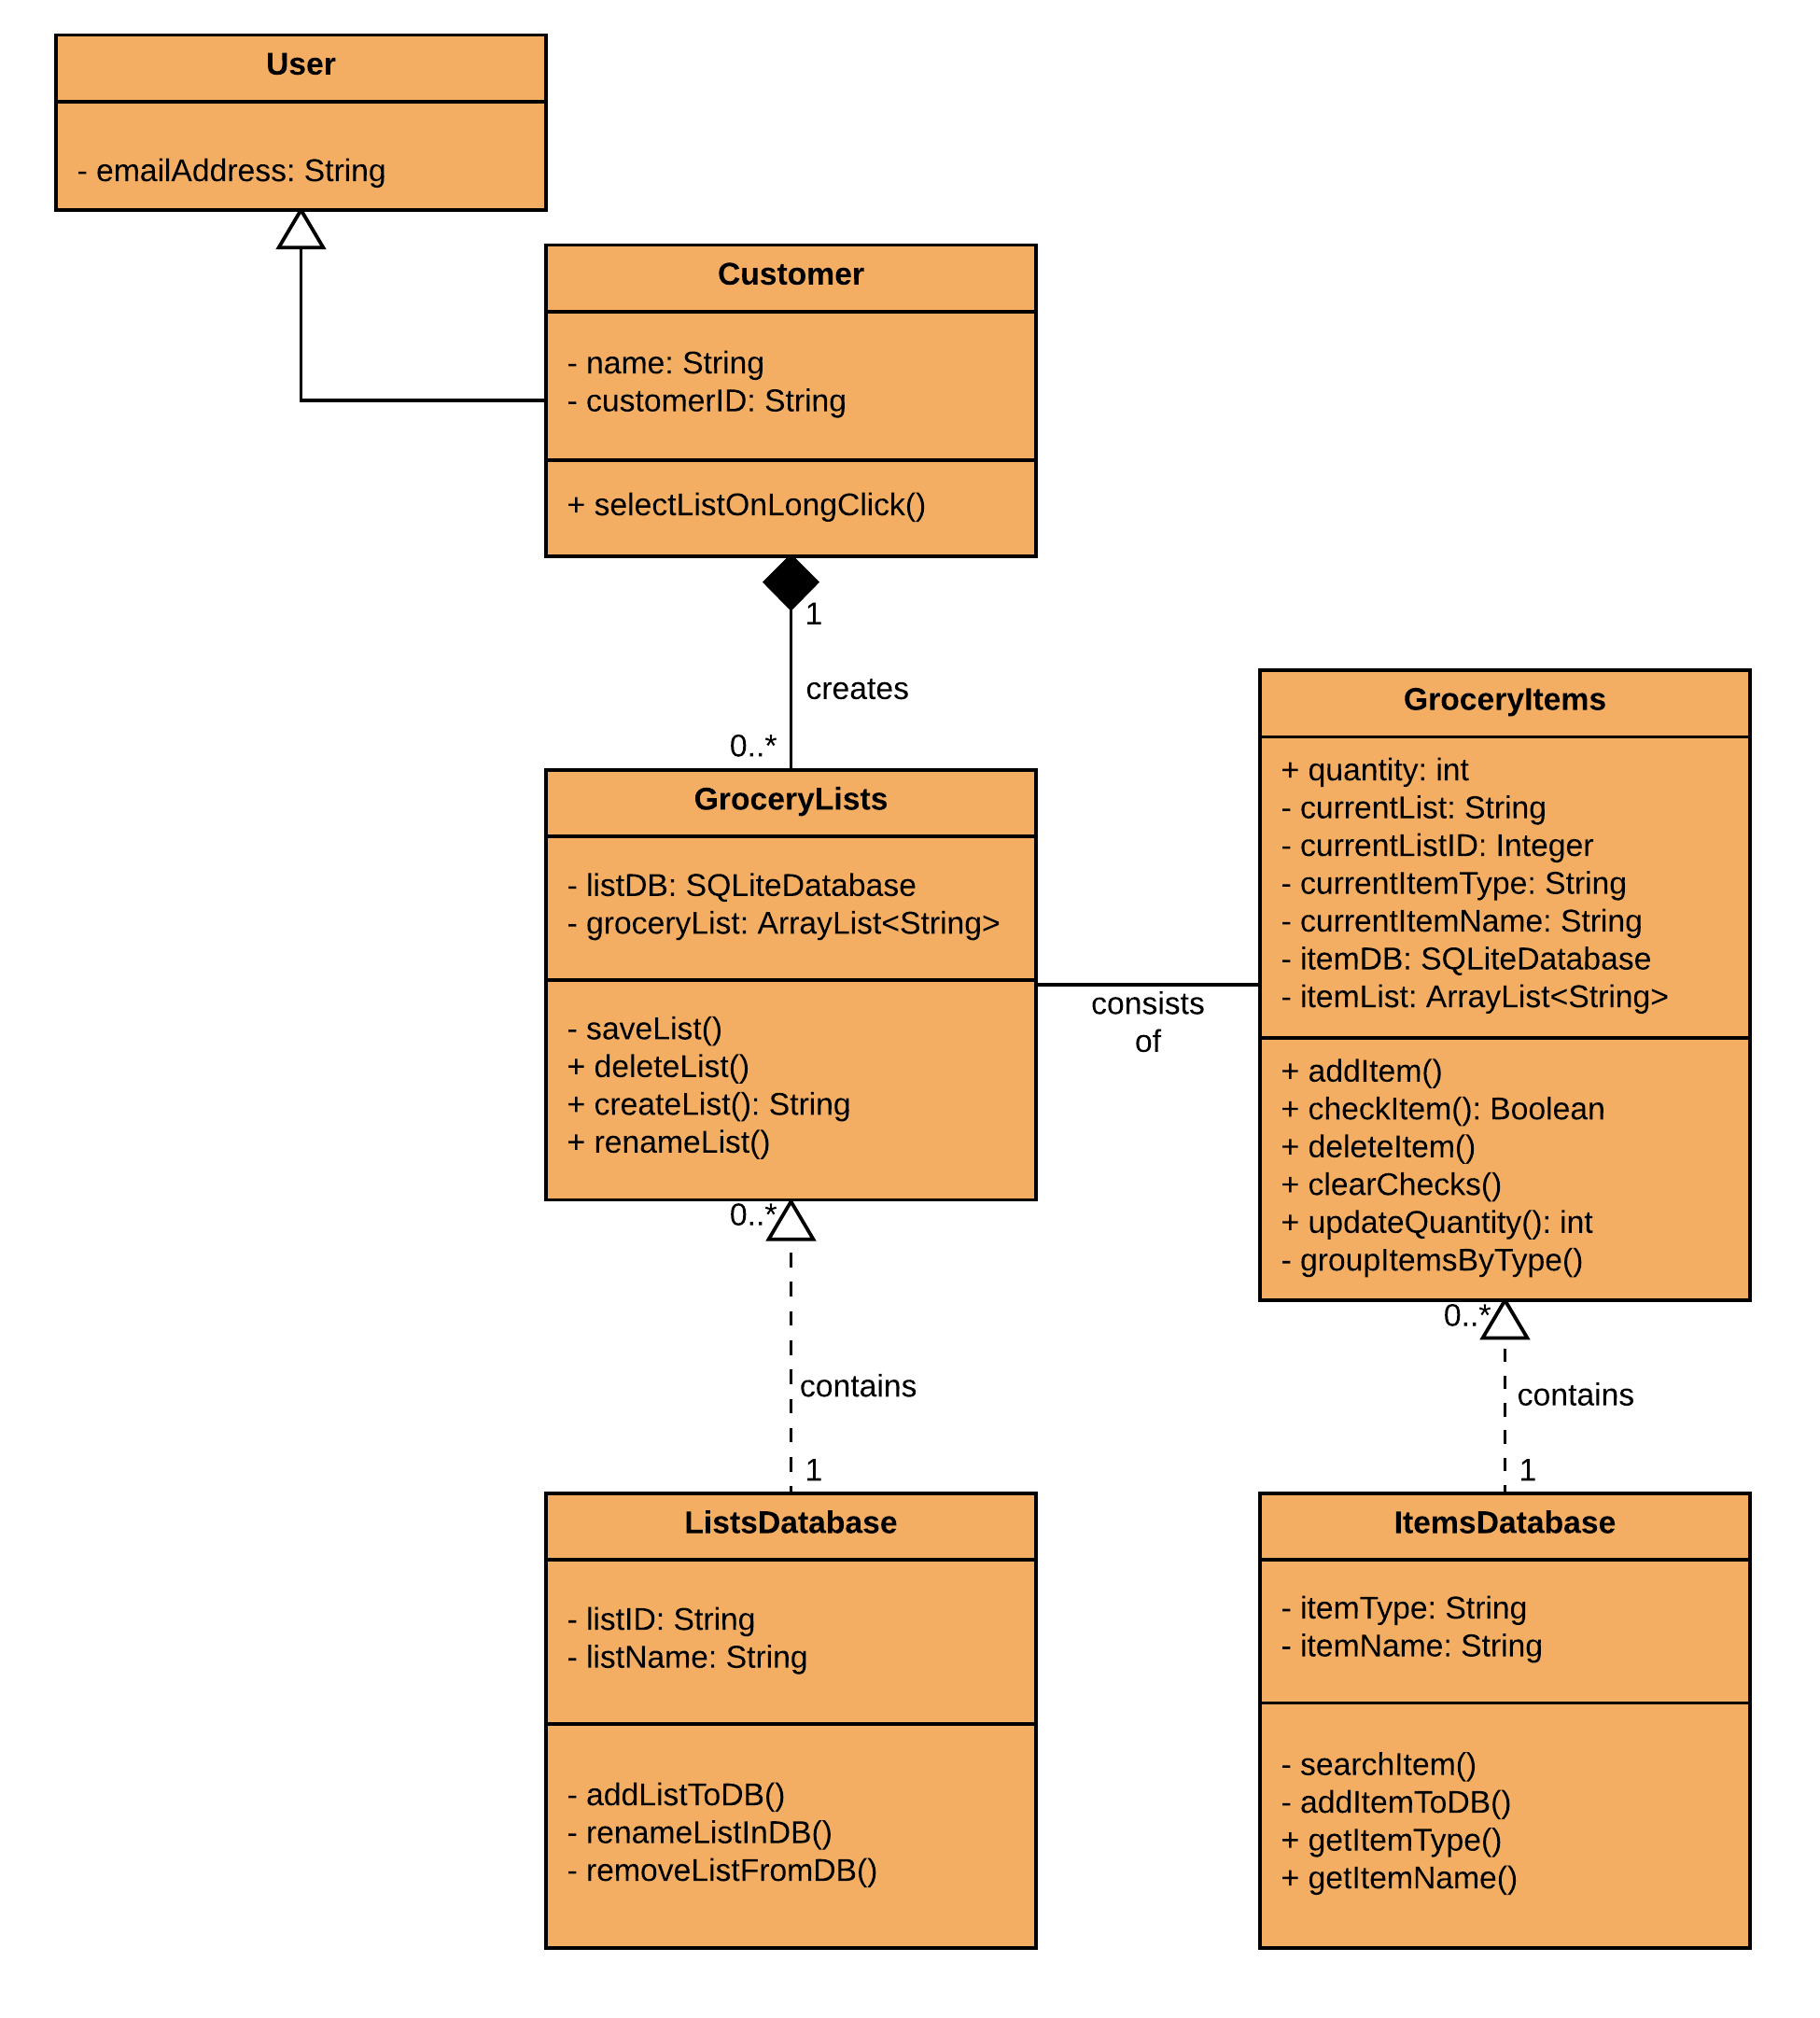 User
- emailAddress: String
Customer
- name: String
- customerID: String
+ selectListOnLongClick()
1
creates
0..*
GroceryLists
- listDB: SQLiteDatabase
- groceryList: ArrayList<String>
- saveList()
+ deleteList()
+ createList(): String
+ renameList()
consists
of
GroceryItems
+ quantity: int
- currentList: String
- currentListID: Integer
- currentItemType: String
- currentItemName: String
- itemDB: SQLiteDatabase
- itemList: ArrayList<String>
+ addItem()
+ checkItem(): Boolean
+ deleteItem()
+ clearChecks()
+ updateQuantity(): int
- groupItemsByType()
0..*
contains
1
ListsDatabase
- listID: String
- listName: String
- addListToDB()
- renameListInDB()
- removeListFromDB()
0..*
contains
1
ItemsDatabase
- itemType: String
- itemName: String
- searchItem()
- addItemToDB()
+ getItemType()
+ getItemName()